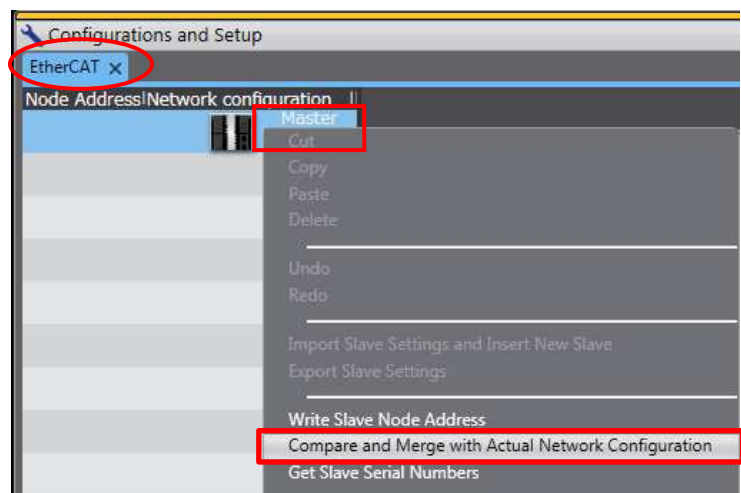 Configurations and Setup
EtherCAT
Node Address|Network configuration
Master
Cut
Copy
Paste
Delete
Undo
Redo
Import Slave Settings and Insert New Slave
Export Slave Settings
Write Slave Node Address
Compare and Merge with Actual Network Configuration
Get Slave Serial Numbers